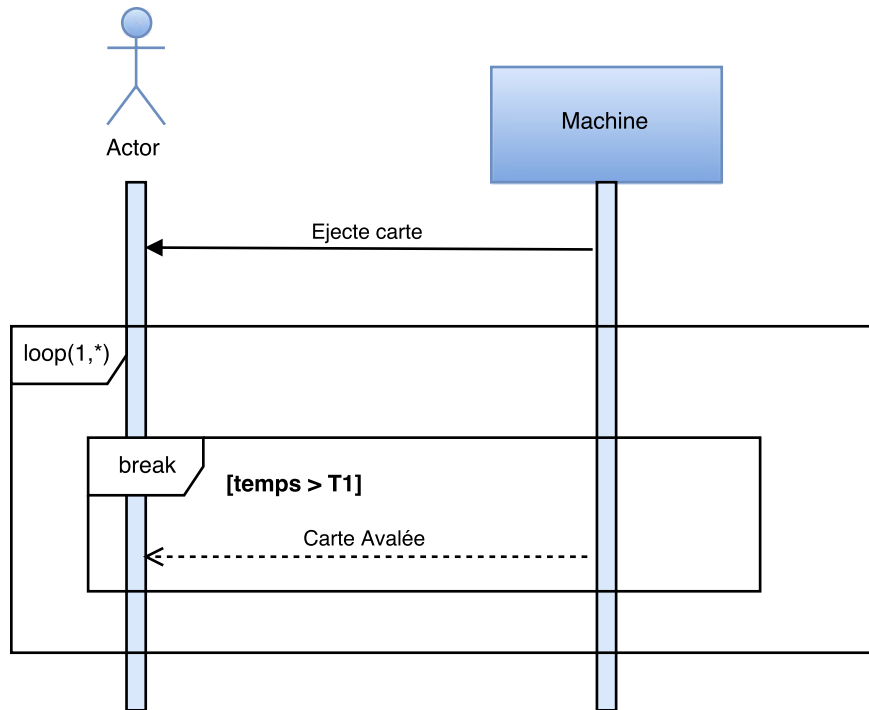 Actor
Machine
Ejecte carte
loop(1,*)
break
[temps > T1]
Carte Avalée